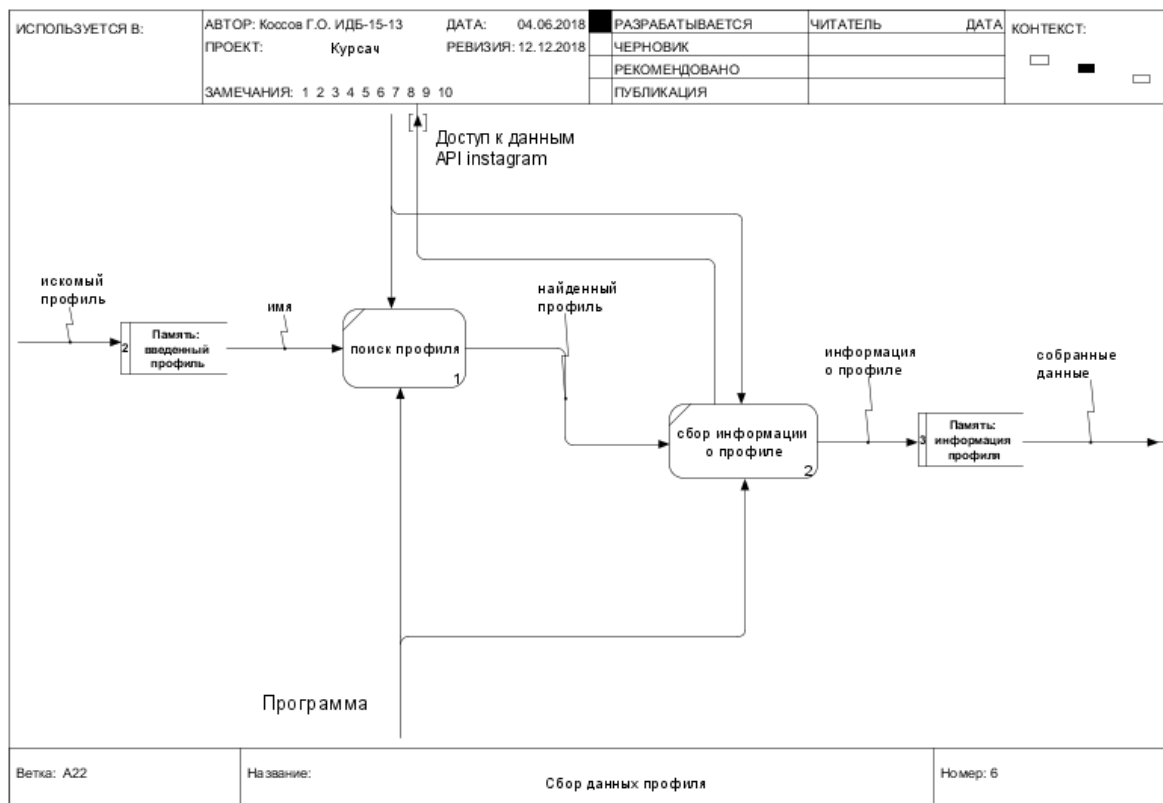 ИСПОЛЬЗУЕТСЯ В:
АВТОР: Коссов Г.О. ИДБ-15-13
ДАТА: 04.06.2018
ПРОЕКТ: Курсач
РЕВИЗИЯ: 12.12.2018
ЗАМЕЧАНИЯ: 1 2 3 4 5 6 7 8 9 10
РАЗРАБАТЫВАЕТСЯ
ЧЕРНОВИК
РЕКОМЕНДОВАНО
ПУБЛИКАЦИЯ
ЧИТАТЕЛЬ
ДАТА
КОНТЕКСТ:
Доступ к данным
API instagram
искомый
профиль
2
Память:
введенный
профиль
имя
поиск профиля
1
найденный
профиль
сбор информации
о профиле
2
информация
о профиле
3
Память:
информация
профиля
собранные
данные
Программа
Ветка: A22
Название:
Сбор данных профиля
Номер: 6